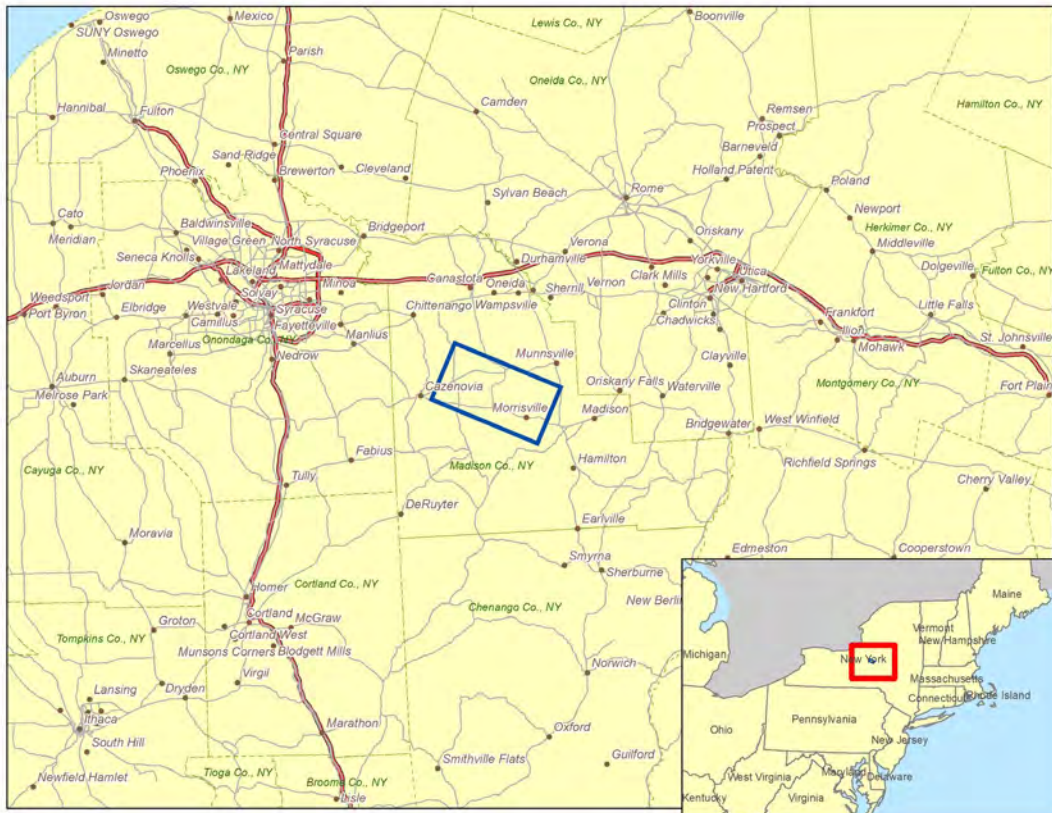 Oswego
SUNY Oswego
Minetto
Mexico
Parish
Oswego Co., NY
Lewis Co., NY
Boonville
Oneida Co., NY
Hannibal
Fulton
Camden
Remsen
Prospect
Barneveld
Hamilton Co., NY
Central Square
Sand-Ridge
Brewerton
Cleveland
Holland Patent
Phoenix
Sylvan Beach
Rome
Poland
Newport
Cato
Meridian
Baldwinsville
Village Green
North Syracuse
Bridgeport
Seneca Knolls
Mattydale
Lakeland
Verona
Durhamville
Oriskany
Yorkville
Utica
Herkimer Co., NY
Middleville
Dolgeville
Fulton Co., NY
Jordan
Weedsport
Port Byron
Elbridge
Solvay
Minoa
Canastota
Oneida
Wampsville
Sherrill
Vernon
Clark Mills
New Hartford
Clinton
Chadwicks
Frankfort
Ilion
Mohawk
Little Falls
St. Johnsville
Westvale
Camillus
Syracuse
Fayetteville
Chittenango
Manlius
Marcellus
Onondaga Co., NY
Nedrow
Skaneateles
Auburn
Melrose Park
Munnsville
Clayville
Montgomery Co., NY
Fort Plain
Cazenovia
Morrisville
Oriskany Falls
Waterville
Madison
Bridgewater
West Winfield
Richfield Springs
Cayuga Co., NY
Fabius
Madison Co., NY
Hamilton
Cherry Valley
Tully
DeRuyter
Earlville
Moravia
Smyrna
Sherburne
Edmeston
Cooperstown
Homer
Cortland Co., NY
Chenango Co., NY
New Berlin
Cortland
McGraw
Cortland West
Groton
Tompkins Co., NY
Munsons Corners
Blodgett Mills
Virgil
Norwich
Lansing
Dryden
Ithaca
South Hill
Marathon
Oxford
Newfield Hamlet
Tioga Co., NY
Broome Co., NY
Lisle
Smithville Flats
Guilford
Maine
Vermont
New Hampshire
New York
Michigan
Massachusetts
Connecticut
Rhode Island
Pennsylvania
Ohio
New Jersey
West Virginia
Maryland
Delaware
Kentucky
Virginia